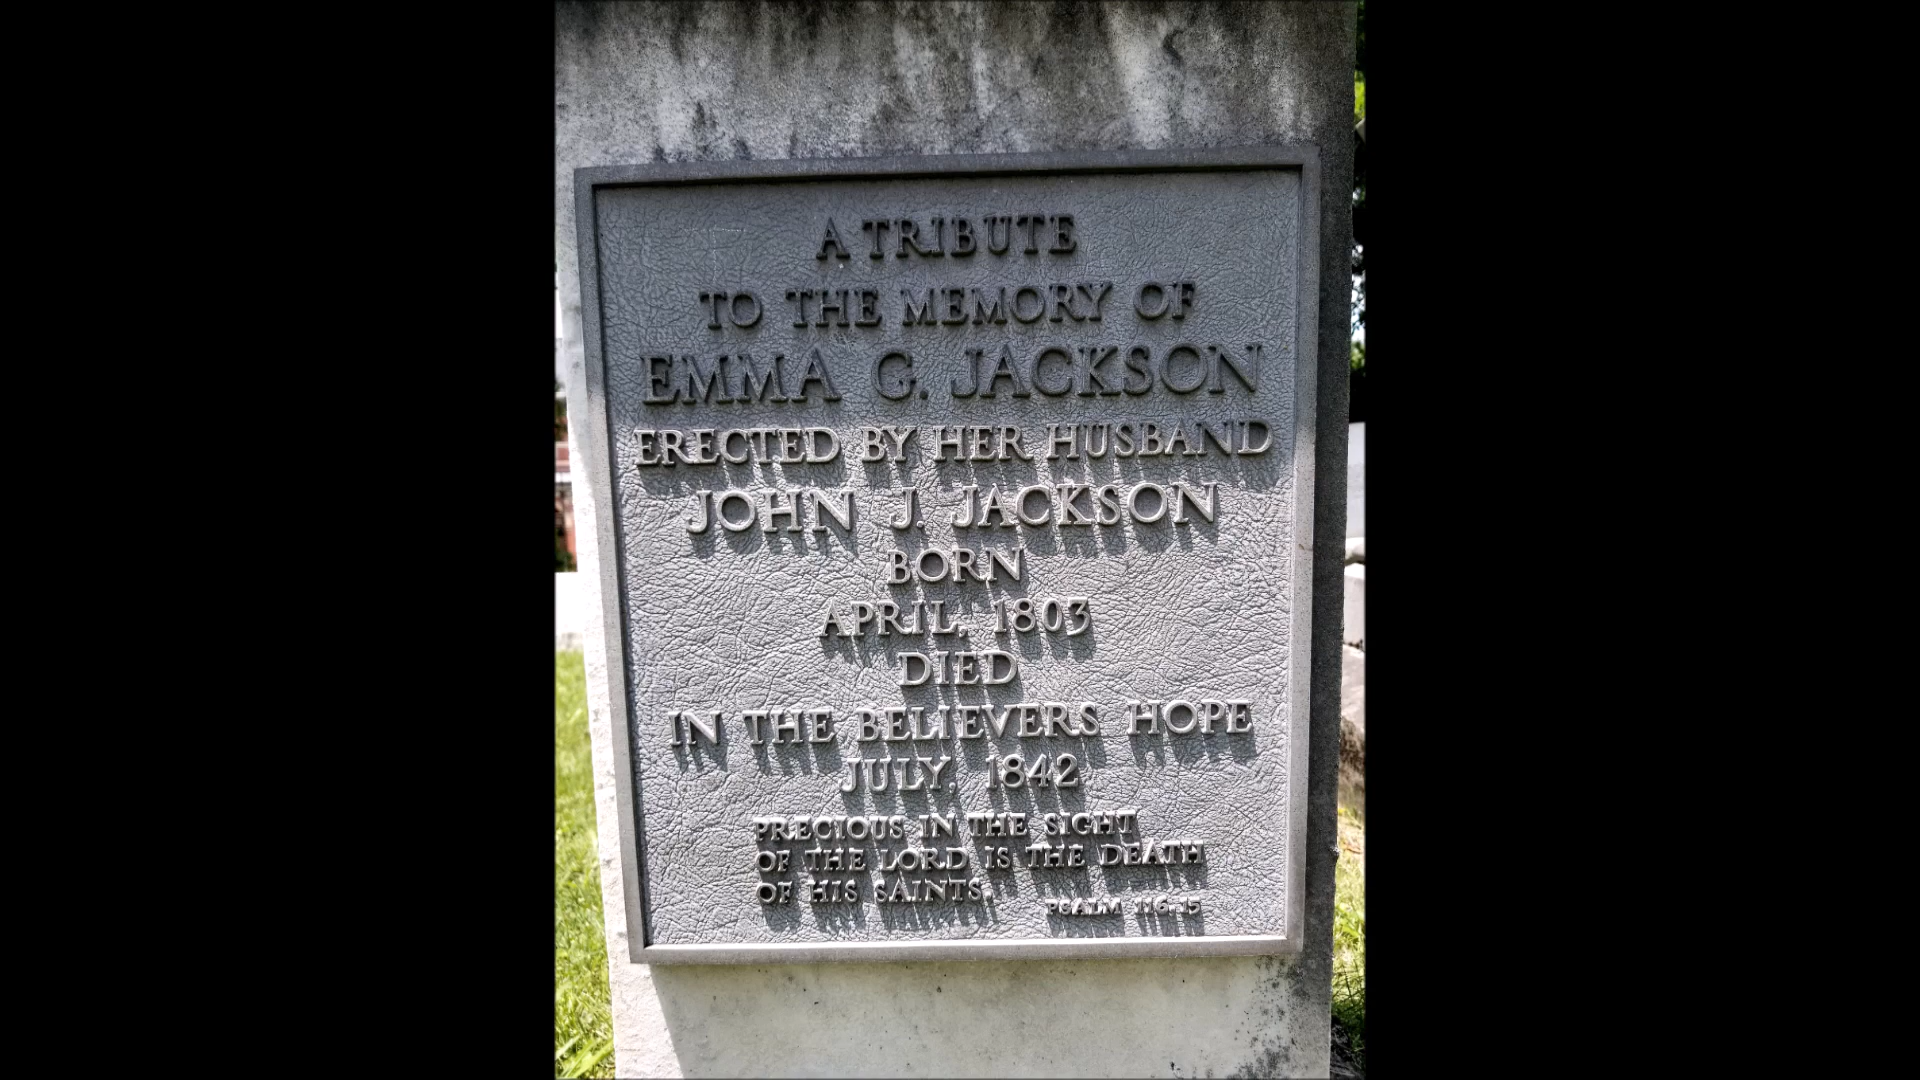 A TRIBUTE
TO THE MEMORY OF
EMMA G. JACKSON
ERECTED BY HER HUSBAND
JOHN J. JACKSON
BORN
APRIL, 1803
DIED
IN THE BELIEVERS HOPE
JULY, 1842
PRECIOUS IN THE SIGHT
OF THE LORD IS THE DEATH
OF HIS SAINTS.
PSALM 116.15